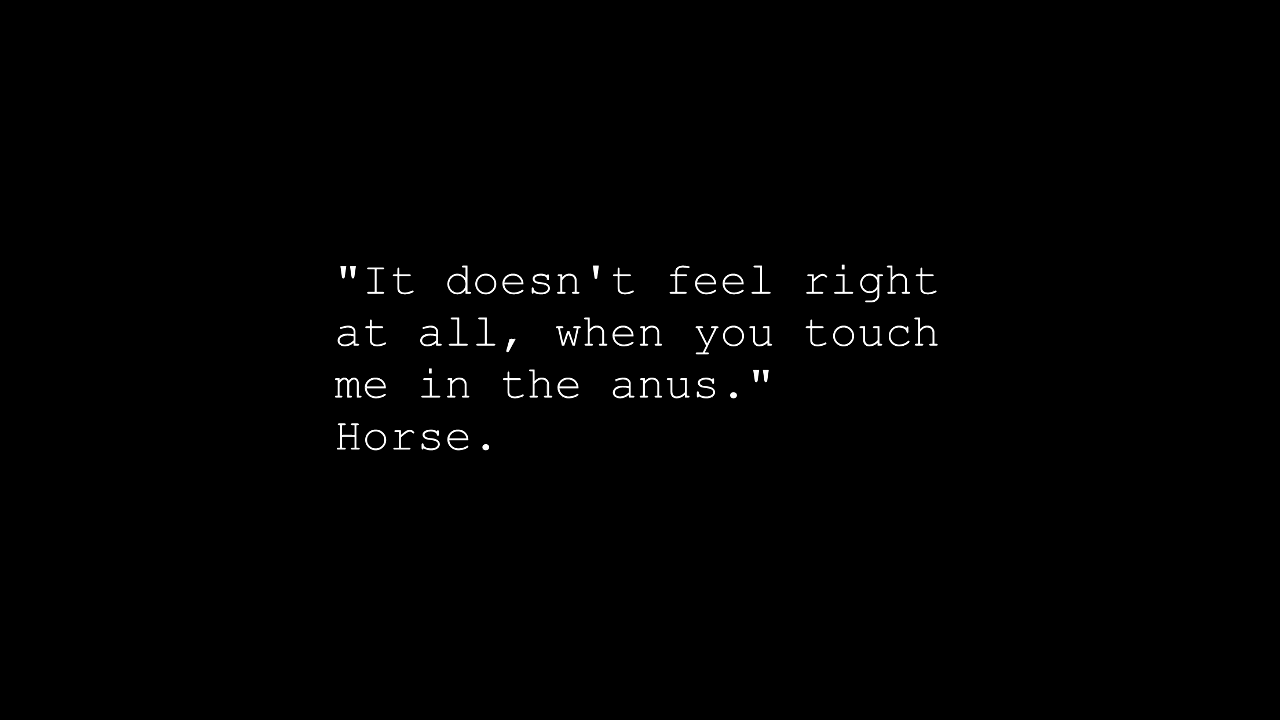 "It doesn't feel right
at all, when you touch
me in the anus."
Horse.